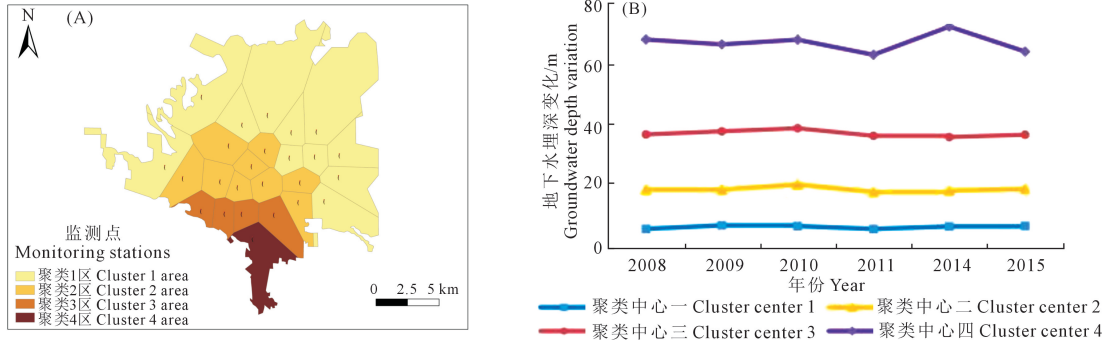 N
(A)
监测点
Monitoring stations
聚类1区 Cluster 1 area
聚类2区 Cluster 2 area
聚类3区 Cluster 3 area
聚类4区 Cluster 4 area
0 2.5 5 km
(B)
地下水埋深变化/m
Groundwater depth variation
80
60
40
20
0
2008 2009 2010 2011 2014 2015
年份 Year
聚类中心一 Cluster center 1
聚类中心二 Cluster center 2
聚类中心三 Cluster center 3
聚类中心四 Cluster center 4